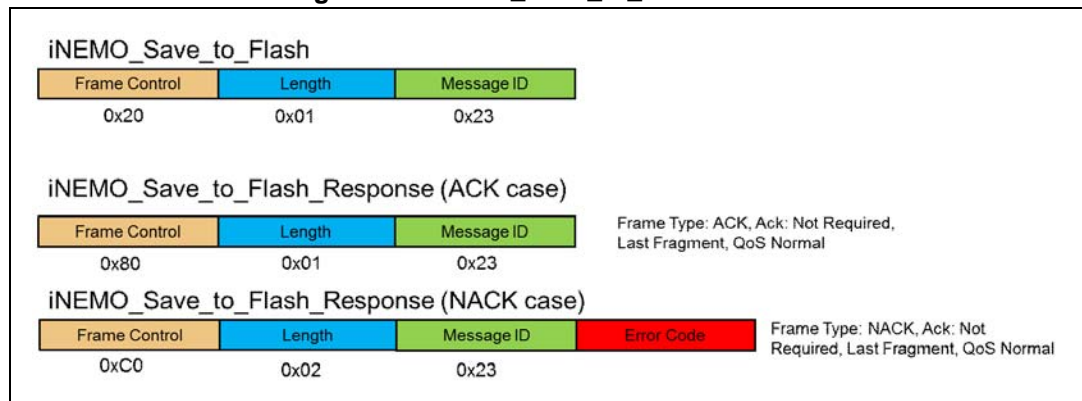 iNEMO_Save_to_Flash
Frame Control Length Message ID
0x20 0x01 0x23
iNEMO_Save_to_Flash_Response (ACK case)
Frame Control Length Message ID
Frame Type: ACK, Ack: Not Required,
Last Fragment, QoS Normal
0x80 0x01 0x23
iNEMO_Save_to_Flash_Response (NACK case)
Frame Control Length Message ID Error Code
Frame Type: NACK, Ack: Not
Required, Last Fragment, QoS Normal
0xC0 0x02 0x23